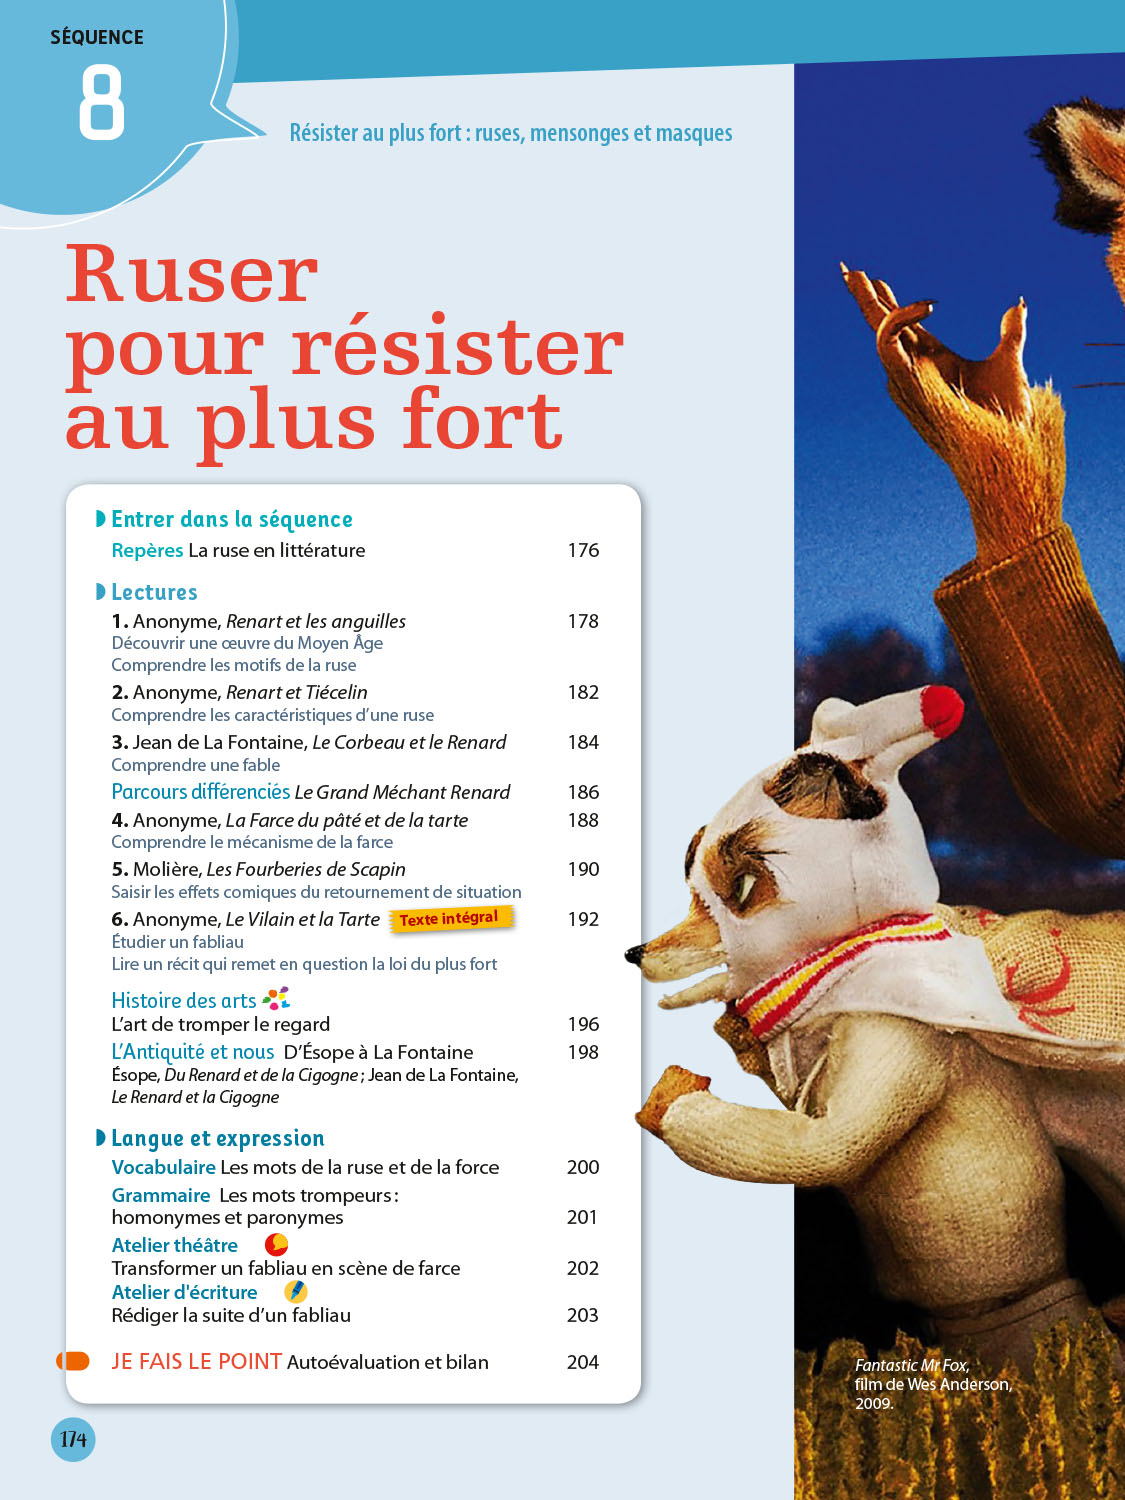 SÉQUENCE
8
Résister au plus fort : ruses, mensonges et masques
Ruser
pour résister
au plus fort
Entrer dans la séquence
Repères La ruse en littérature 176
Lectures
1. Anonyme, Renart et les anguilles 178
Découvrir une œuvre du Moyen Âge
Comprendre les motifs de la ruse
2. Anonyme, Renart et Tiécelin 182
Comprendre les caractéristiques d’une ruse
3. Jean de La Fontaine, Le Corbeau et le Renard 184
Comprendre une fable
Parcours différenciés Le Grand Méchant Renard 186
4. Anonyme, La Farce du pâté et de la tarte 188
Comprendre le mécanisme de la farce
5. Molière, Les Fourberies de Scapin 190
Saisir les effets comiques du retournement de situation
6. Anonyme, Le Vilain et la Tarte Texte intégral 192
Étudier un fabliau
Lire un récit qui remet en question la loi du plus fort
Histoire des arts
L’art de tromper le regard 196
L’Antiquité et nous D’Ésope à La Fontaine 198
Ésope, Du Renard et de la Cigogne ; Jean de La Fontaine,
Le Renard et la Cigogne
Langue et expression
Vocabulaire Les mots de la ruse et de la force 200
Grammaire Les mots trompeurs :
homonymes et paronymes 201
Atelier théâtre
Transformer un fabliau en scène de farce 202
Atelier d'écriture
Rédiger la suite d’un fabliau 203
JE FAIS LE POINT Autoévaluation et bilan 204
Fantastic Mr Fox,
film de Wes Anderson,
2009.
174